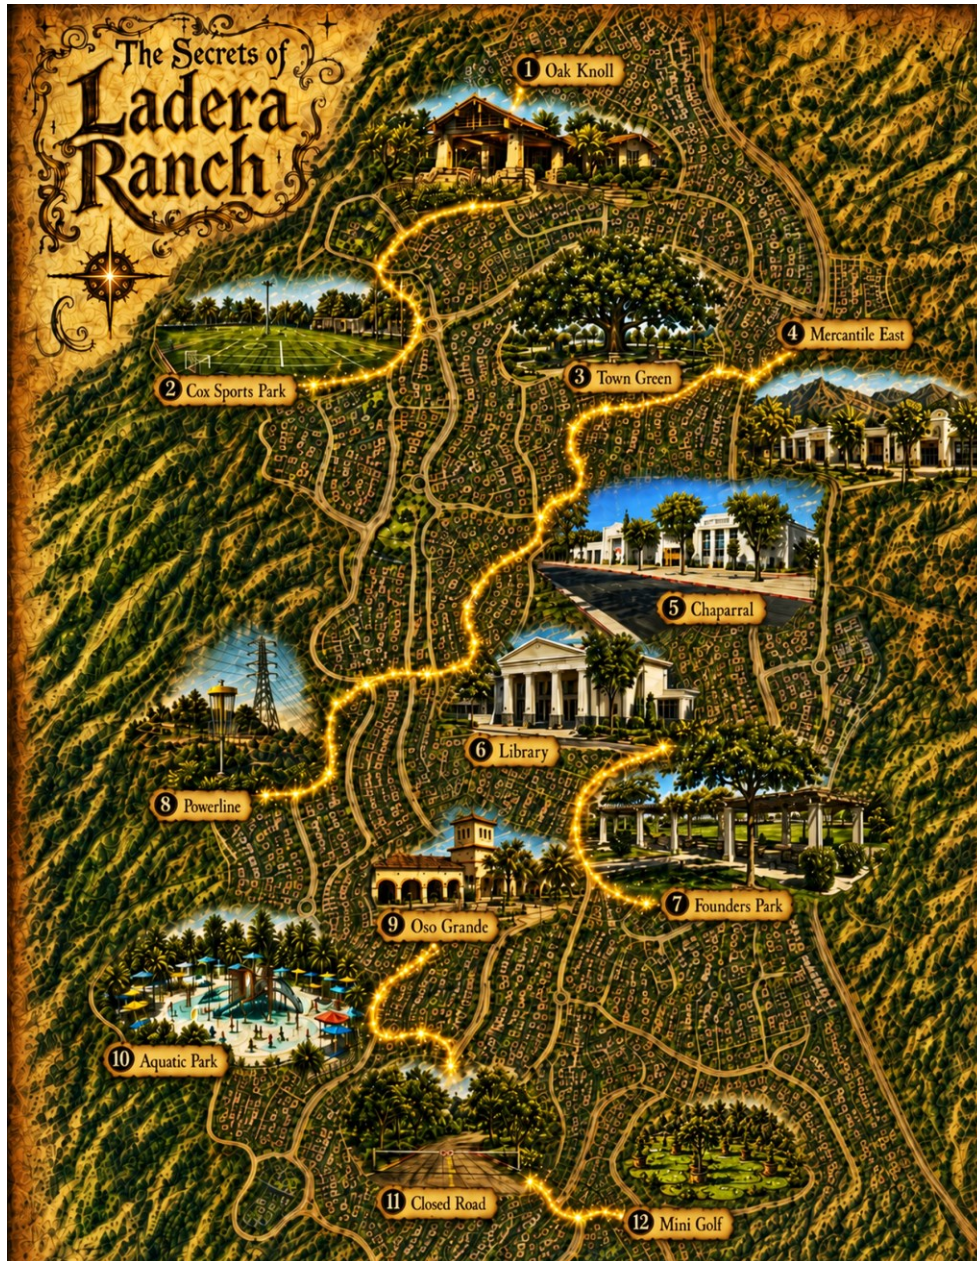 The Secrets of
Ladera
Ranch
1 Oak Knoll
2 Cox Sports Park
3 Town Green
4 Mercantile East
5 Chaparral
6 Library
7 Founders Park
8 Powerline
9 Oso Grande
10 Aquatic Park
11 Closed Road
12 Mini Golf